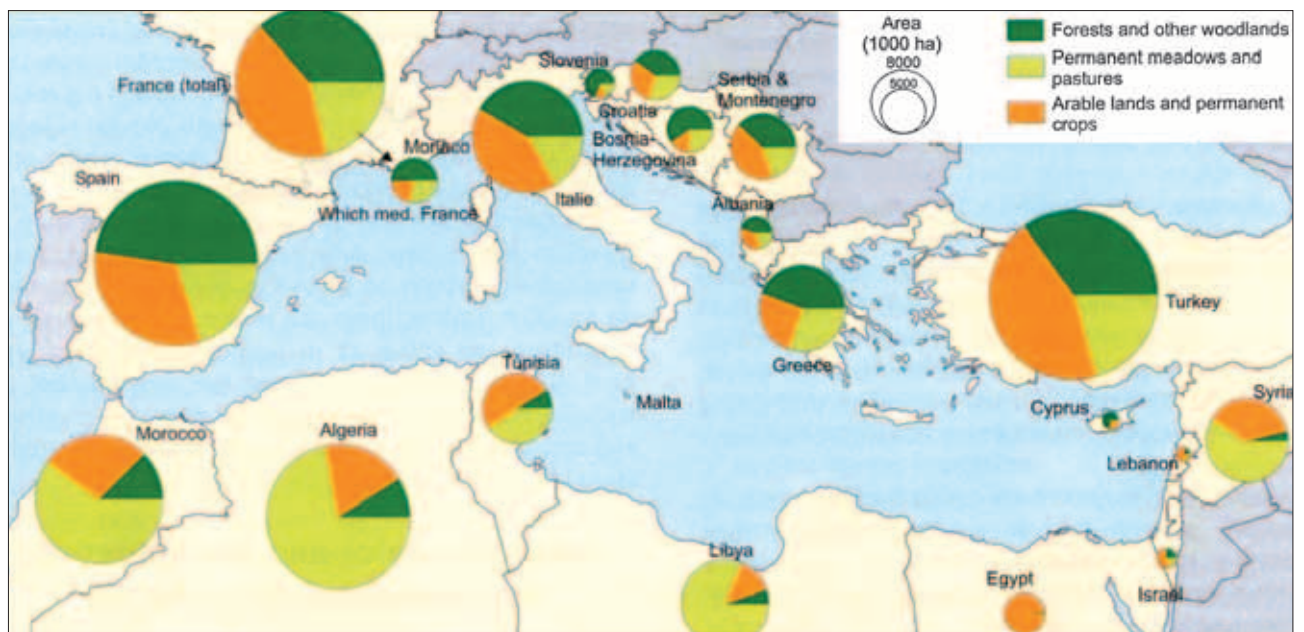 Area
(1000 ha)
8000
5000
Forests and other woodlands
Permanent meadows and
pastures
Arable lands and permanent
crops
France (total)
Slovenia
Serbia &
Montenegro
Croatia
Bosnia-
Herzegovina
Monaco
Spain
Which med. France
Italie
Albania
Turkey
Greece
Tunisia
Malta
Cyprus
Syria
Morocco
Algeria
Lebanon
Libya
Egypt
Israel